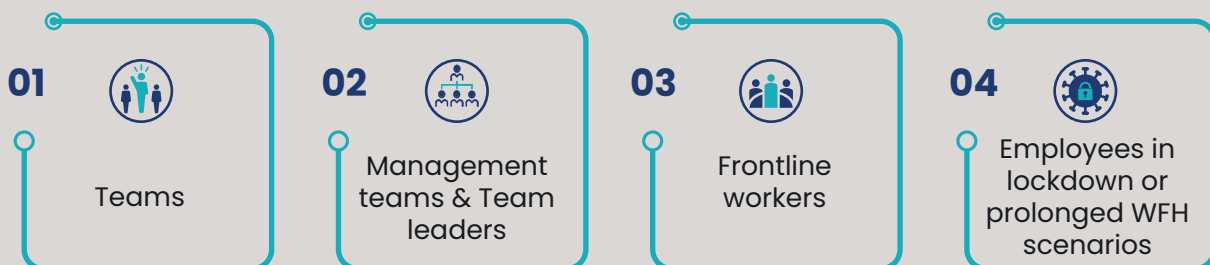 01
Teams
02
Management
teams & Team
leaders
03
Frontline
workers
04
Employees in
lockdown or
prolonged WFH
scenarios